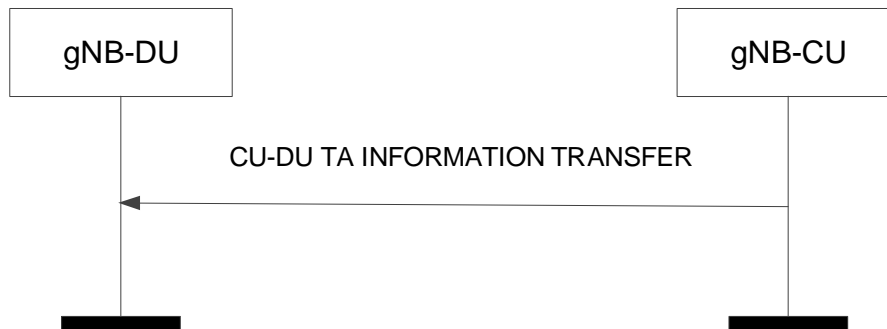 gNB-DU
gNB-CU
CU-DU TA INFORMATION TRANSFER